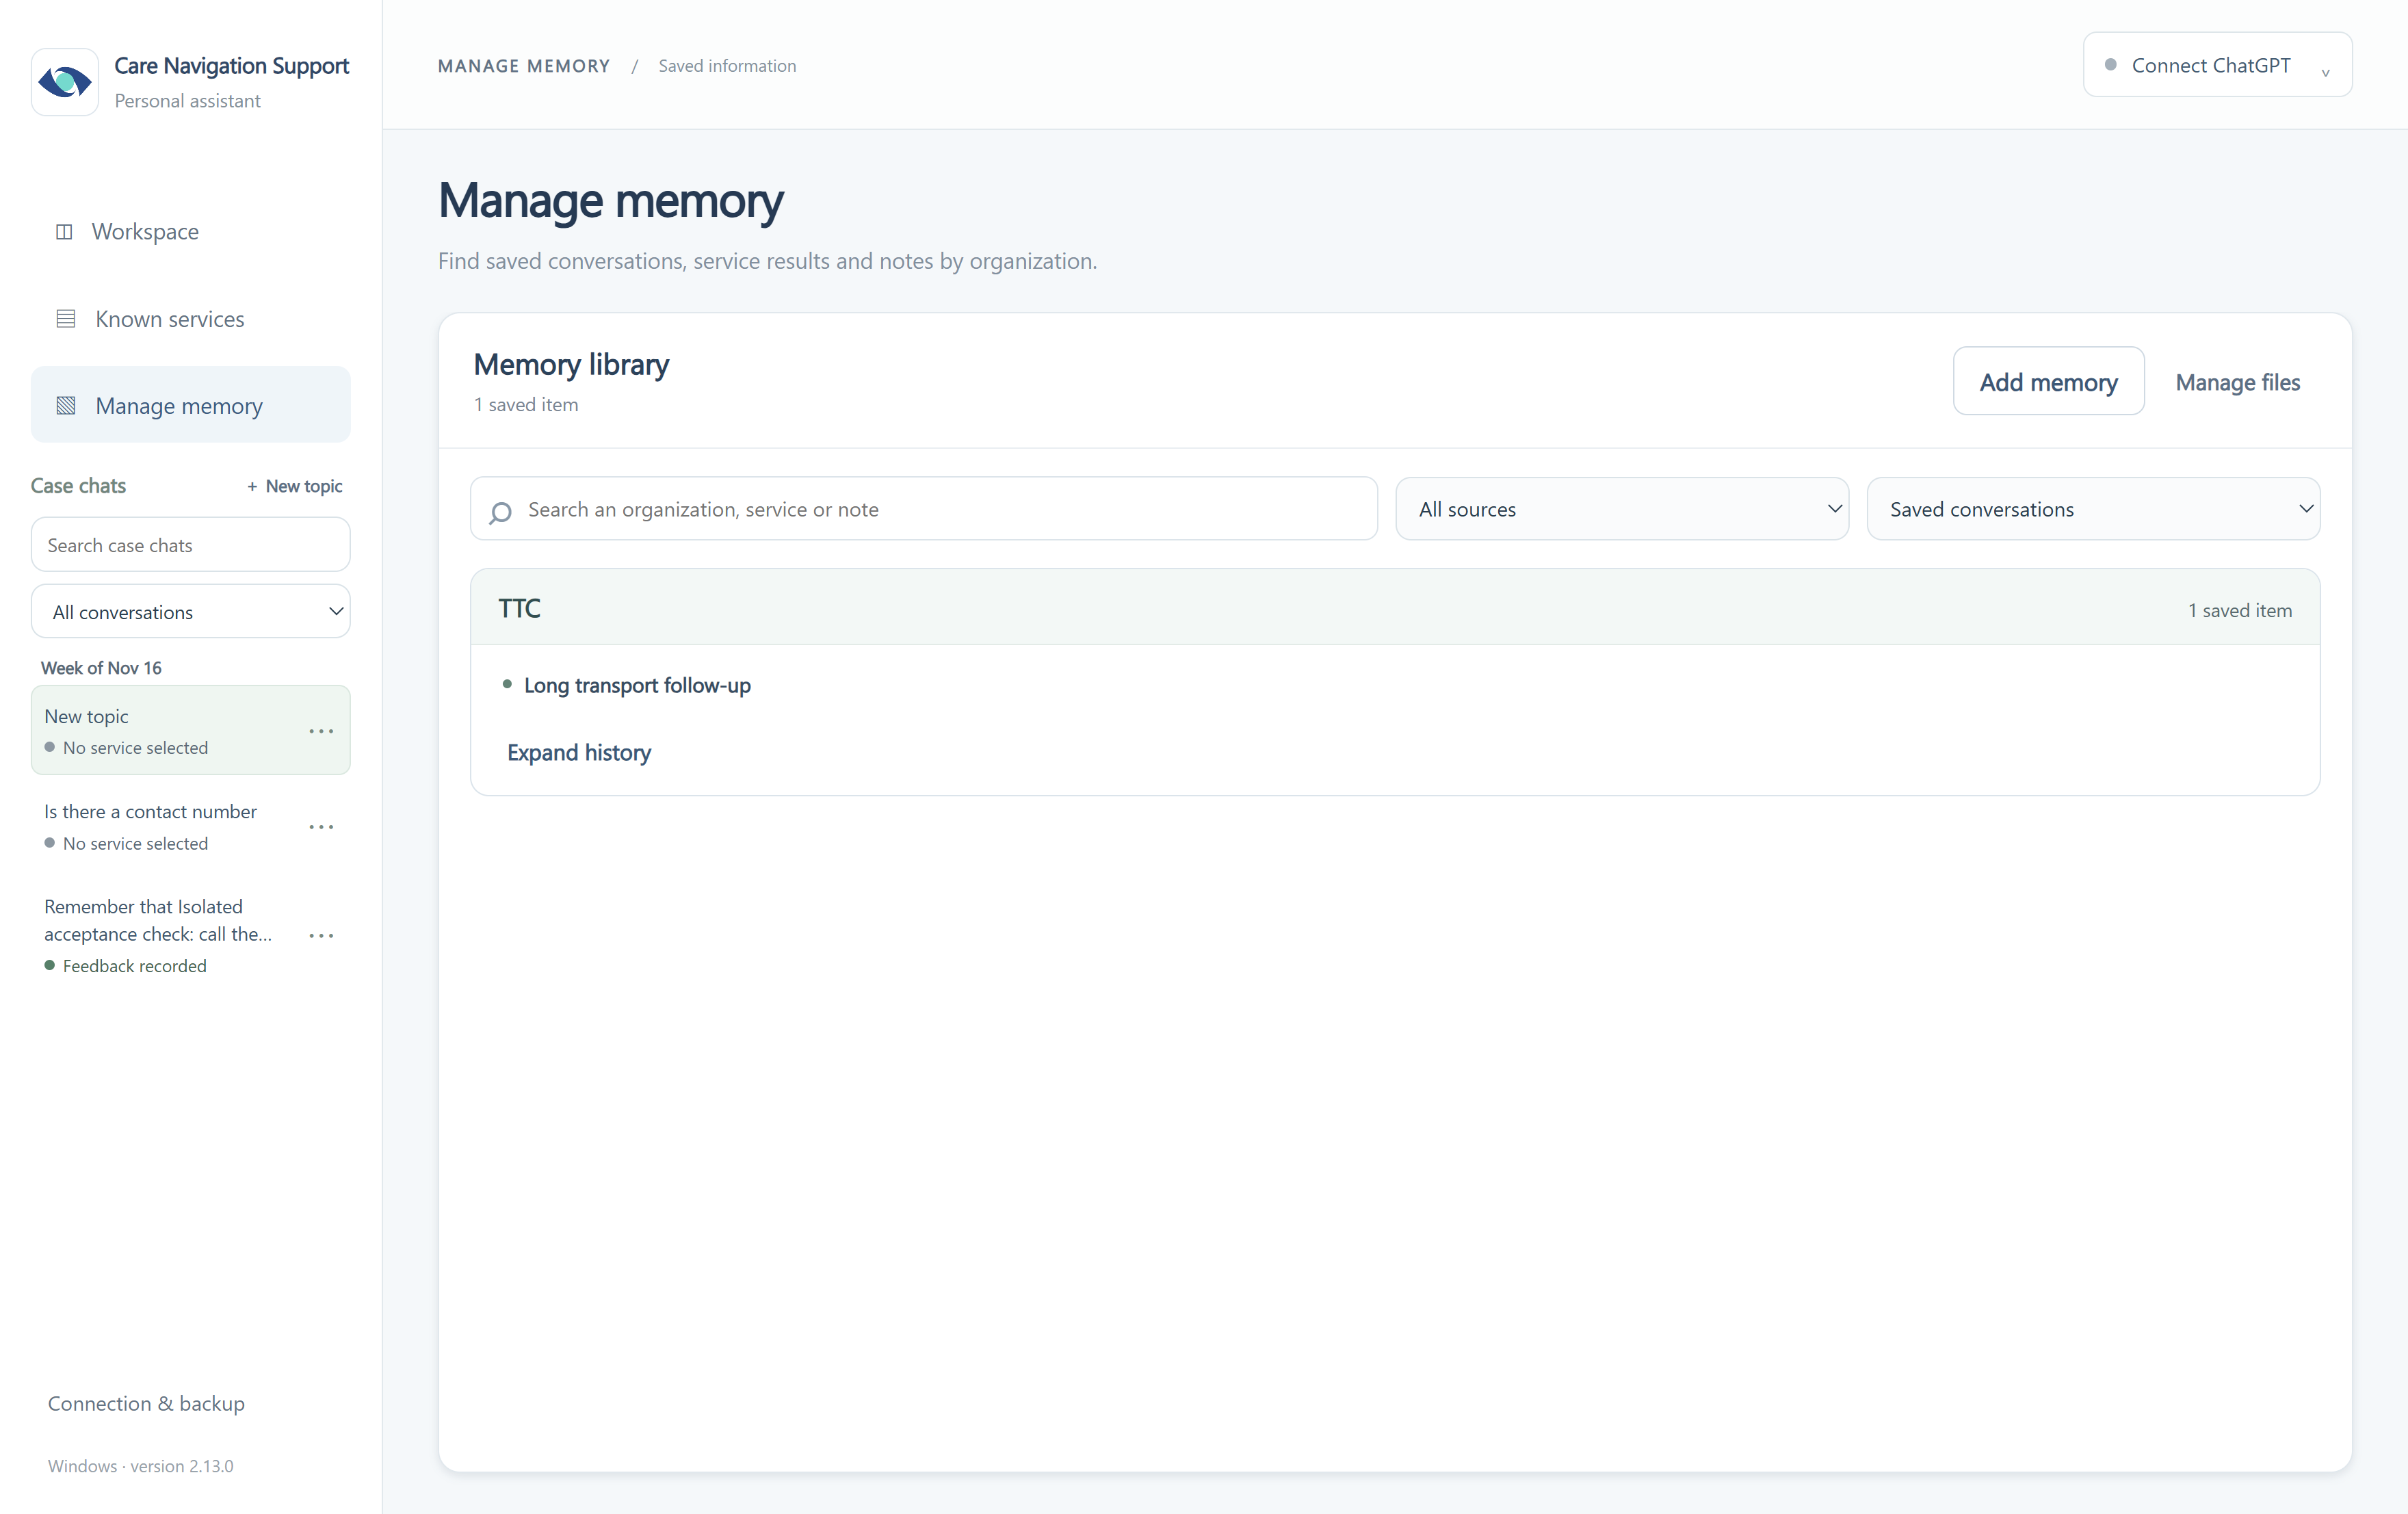 Care Navigation Support
Personal assistant
Workspace
Known services
Manage memory
Case chats
+ New topic
Search case chats
All conversations
Week of Nov 16
New topic
No service selected
Is there a contact number
No service selected
Remember that Isolated
acceptance check: call the...
Feedback recorded
Connection & backup
Windows · version 2.13.0
MANAGE MEMORY / Saved information
Connect ChatGPT
Manage memory
Find saved conversations, service results and notes by organization.
Memory library
1 saved item
Add memory
Manage files
Search an organization, service or note
All sources
Saved conversations
TTC
1 saved item
Long transport follow-up
Expand history